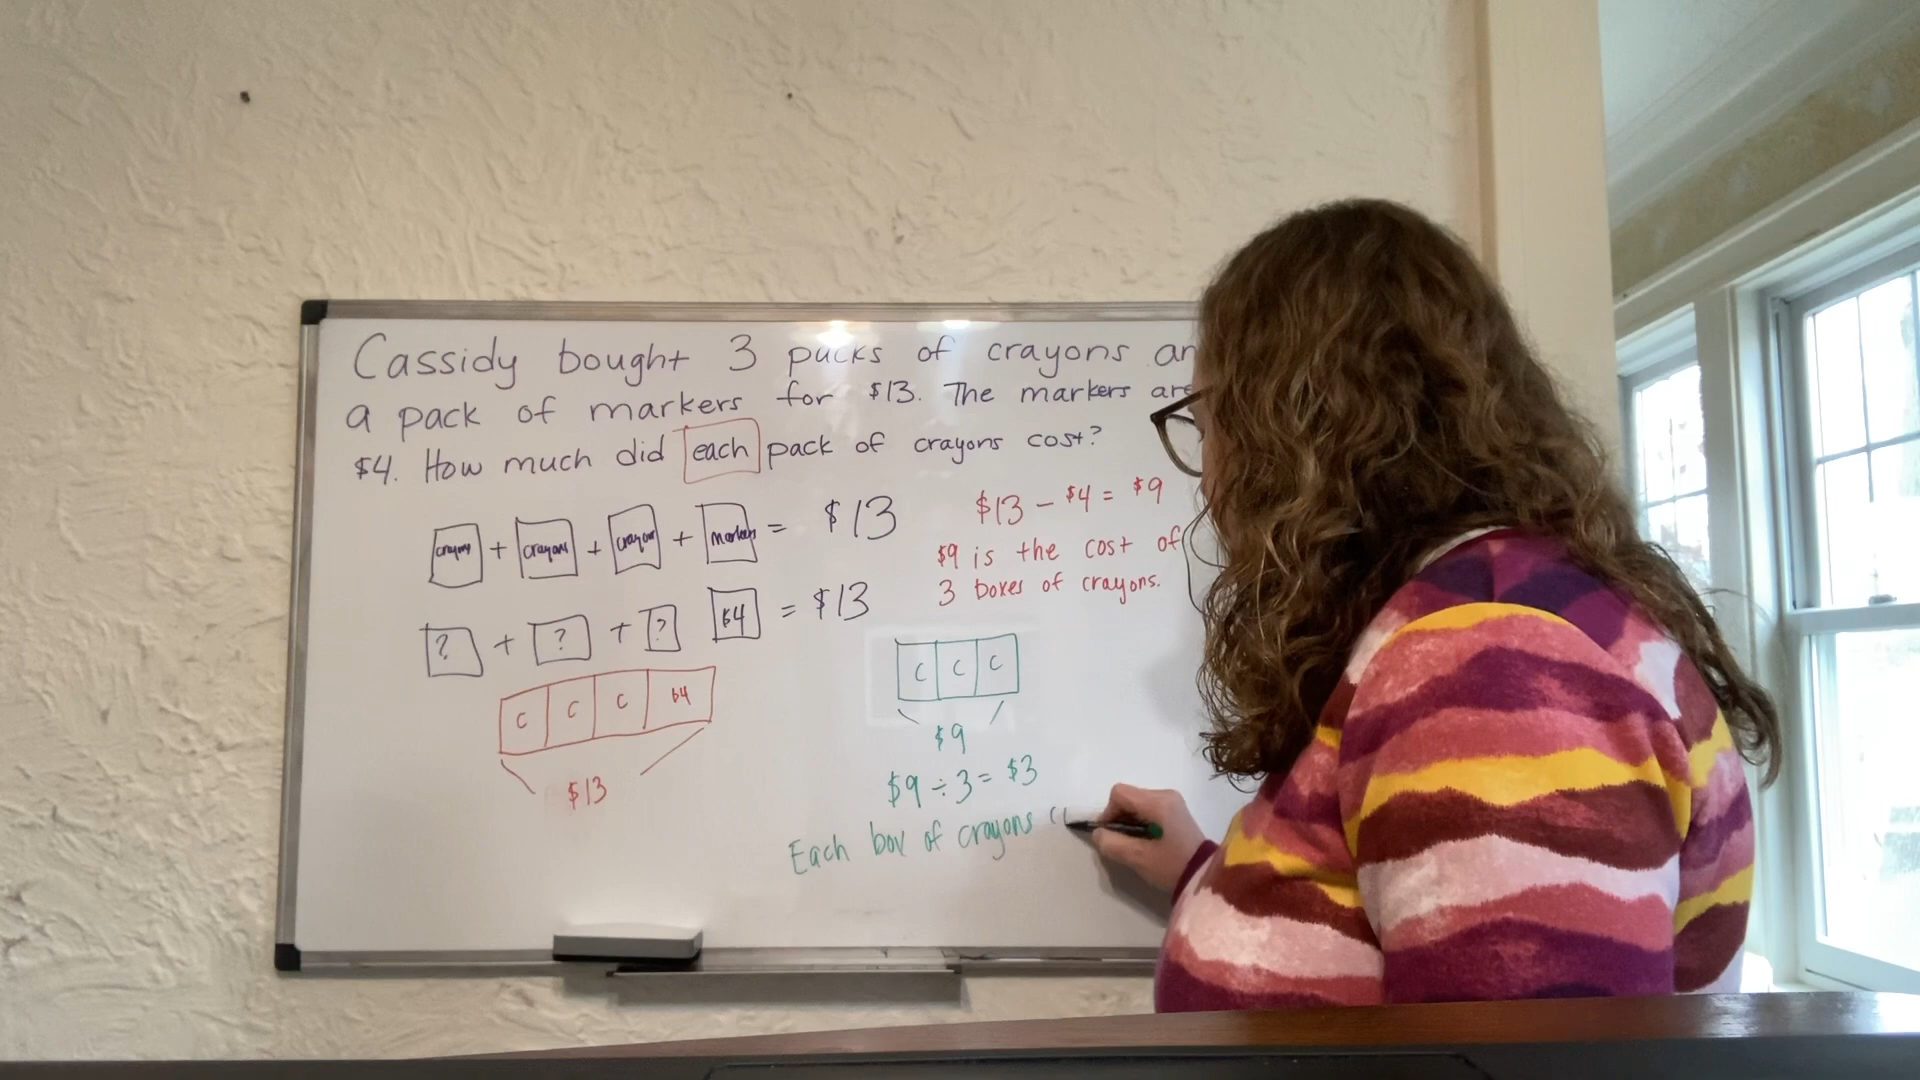 Cassidy bought 3 packs of crayons an
a pack of markers for $13. The markers are
$4. How much did each pack of crayons cost?
crayons + crayons + crayons + markers = $13
? + ? + ? $4 = $13
C C C $4
$13
$13 - $4 = $9
$9 is the cost of
3 boxes of crayons.
C C C
$9
$9 ÷ 3 = $3
Each box of crayons